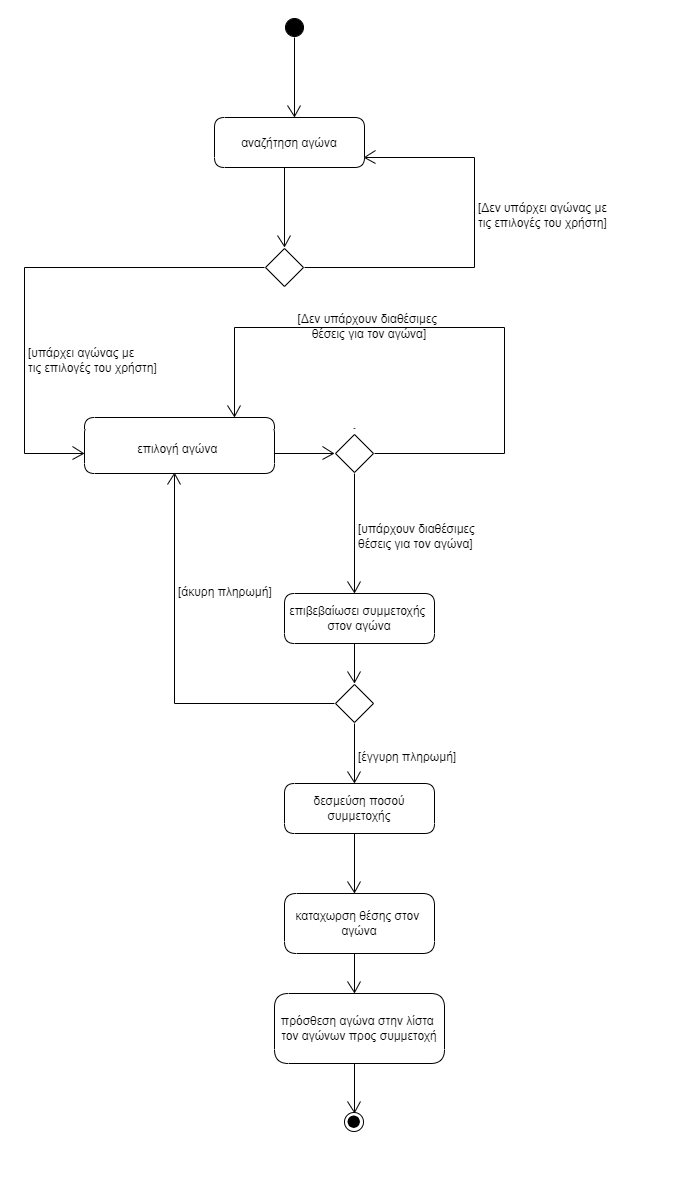 αναζήτηση αγώνα
[Δεν υπάρχει αγώνας με
τις επιλογές του χρήστη]
[Δεν υπάρχουν διαθέσιμες
θέσεις για τον αγώνα]
[υπάρχει αγώνας με
τις επιλογές του χρήστη]
επιλογή αγώνα
[υπάρχουν διαθέσιμες
θέσεις για τον αγώνα]
[άκυρη πληρωμή]
επιβεβαίωσει συμμετοχής
στον αγώνα
[έγγυρη πληρωμή]
δεσμεύση ποσού
συμμετοχής
καταχωρση θέσης στον
αγώνα
πρόσθεση αγώνα στην λίστα
τον αγώνων προς συμμετοχή